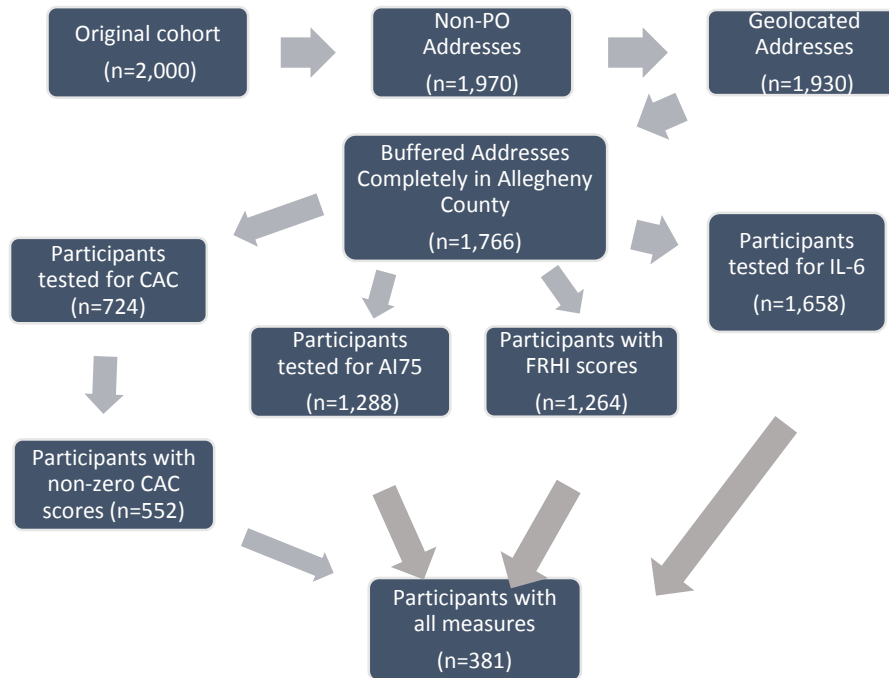 Original cohort
(n=2,000)
Non-PO
Addresses
(n=1,970)
Geolocated
Addresses
(n=1,930)
Buffered Addresses
Completely in Allegheny
County
(n=1,766)
Participants
tested for CAC
(n=724)
Participants
tested for AI75
(n=1,288)
Participants with
FRHI scores
(n=1,264)
Participants
tested for IL-6
(n=1,658)
Participants with
non-zero CAC
scores (n=552)
Participants with
all measures
(n=381)